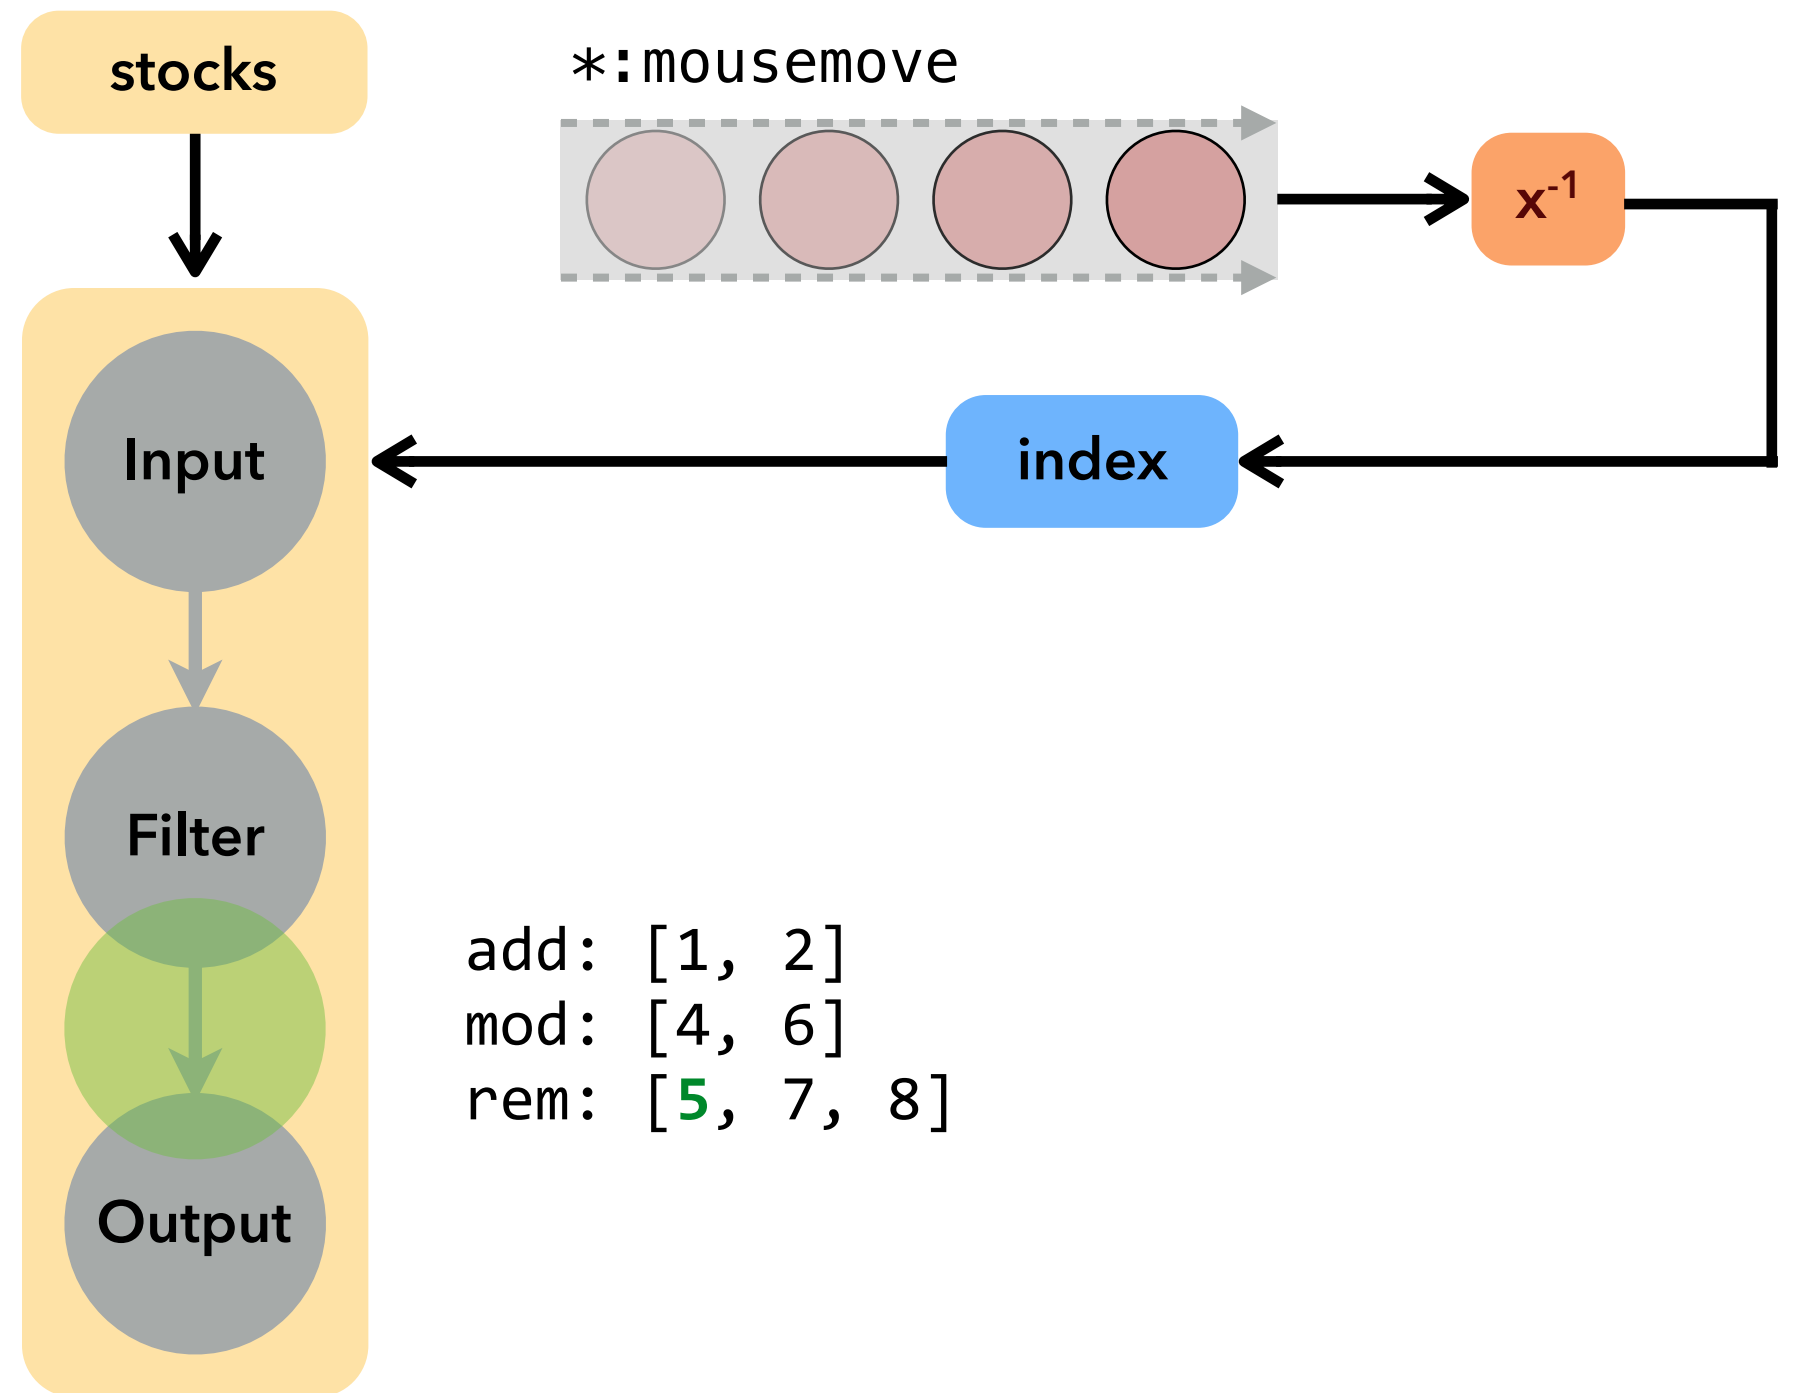 stocks
*:mousemove
x⁻¹
Input
index
Filter
add: [1, 2]
mod: [4, 6]
rem: [5, 7, 8]
Output